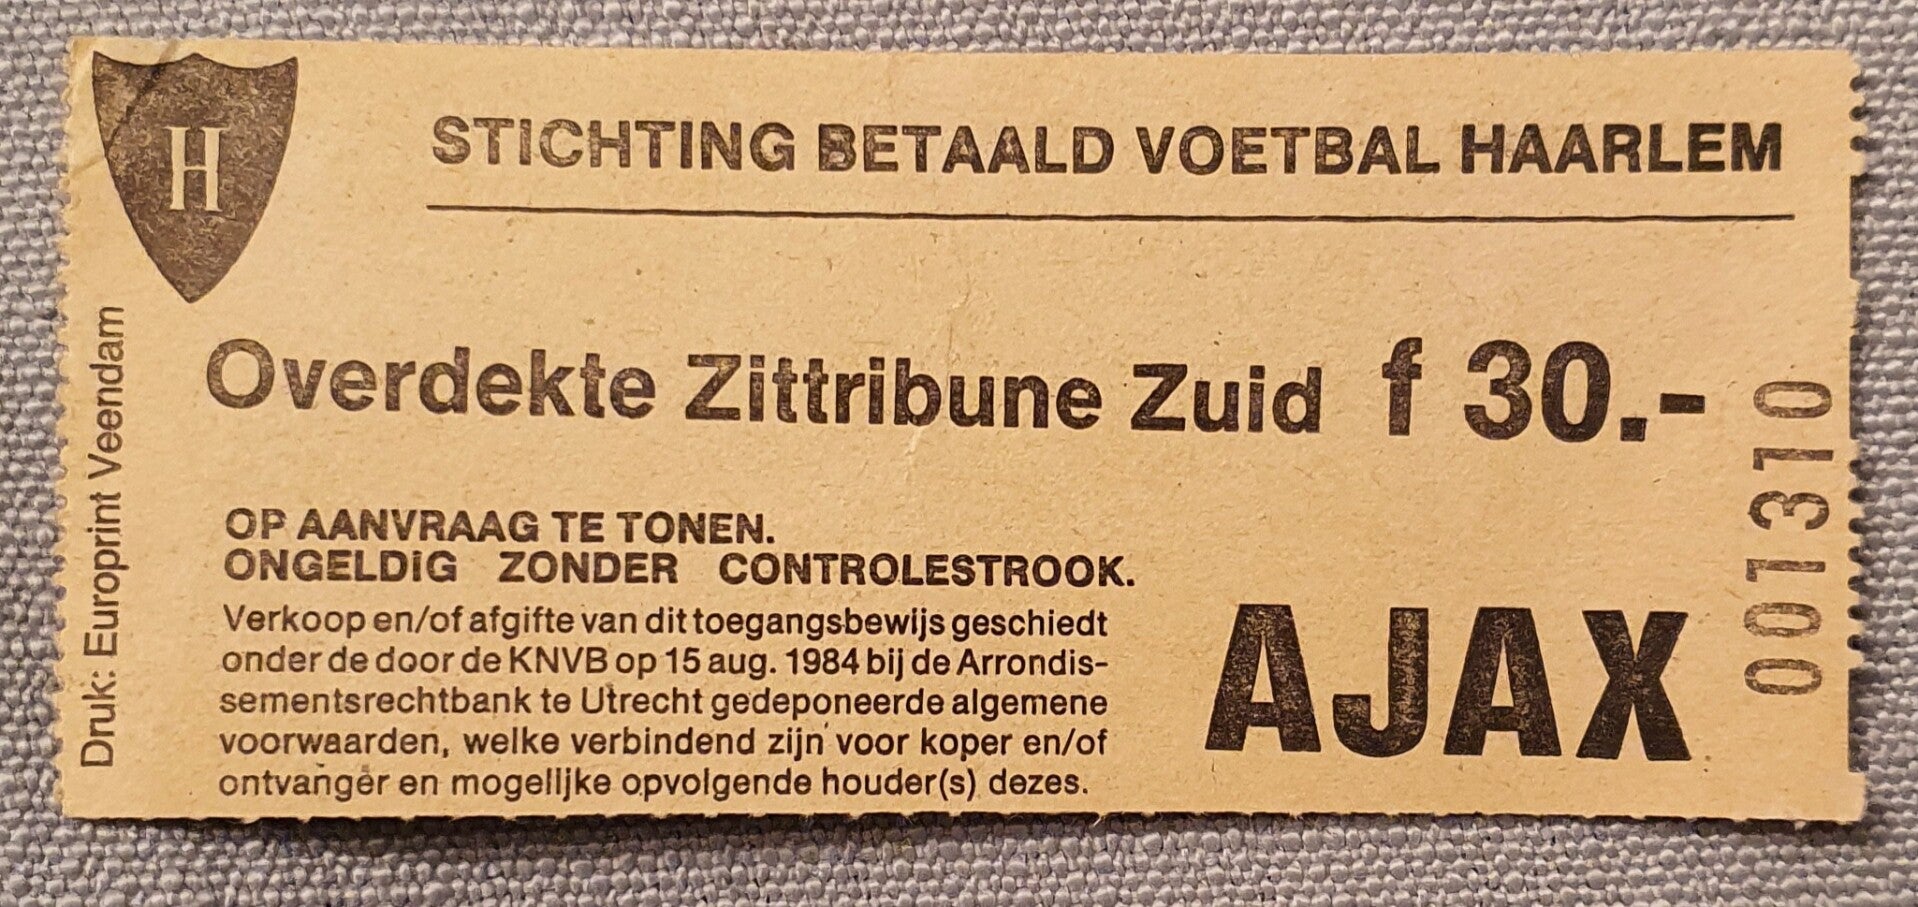 H
STICHTING BETAALD VOETBAL HAARLEM
Overdekte Zittribune Zuid f 30.-
OP AANVRAAG TE TONEN.
ONGELDIG ZONDER CONTROLESTROOK.
Verkoop en/of afgifte van dit toegangsbewijs geschiedt
onder de door de KNVB op 15 aug. 1984 bij de Arrondis-
sementsrechtbank te Utrecht gedeponeerde algemene
voorwaarden, welke verbindend zijn voor koper en/of
ontvanger en mogelijke opvolgende houder(s) dezes.
AJAX
001310
Druk: Europrint Veendam